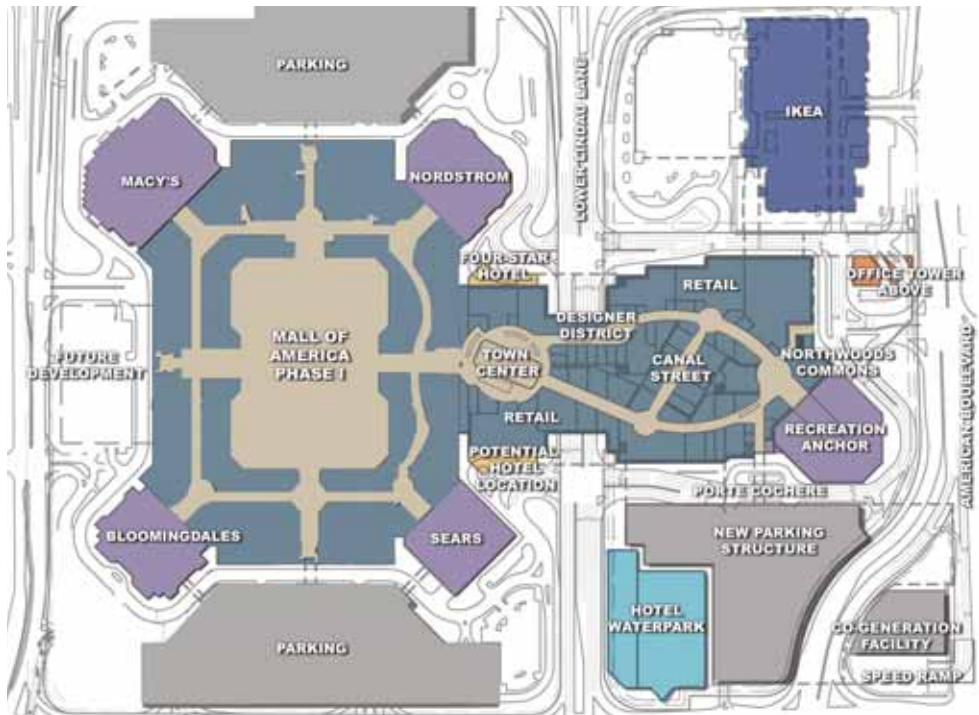 PARKING
IKEA
LOWER LINDAU LANE
MACY'S
NORDSTROM
FOUR-STAR
HOTEL
RETAIL
OFFICE TOWER
ABOVE
DESIGNER
DISTRICT
MALL OF
AMERICA
PHASE I
TOWN
CENTER
CANAL
STREET
NORTHWOODS
COMMONS
FUTURE
DEVELOPMENT
RETAIL
RECREATION
ANCHOR
AMERICAN BOULEVARD
POTENTIAL
HOTEL
LOCATION
PORTE COCHERE
BLOOMINGDALES
SEARS
NEW PARKING
STRUCTURE
HOTEL
WATERPARK
CO-GENERATION
FACILITY
PARKING
SPEED RAMP